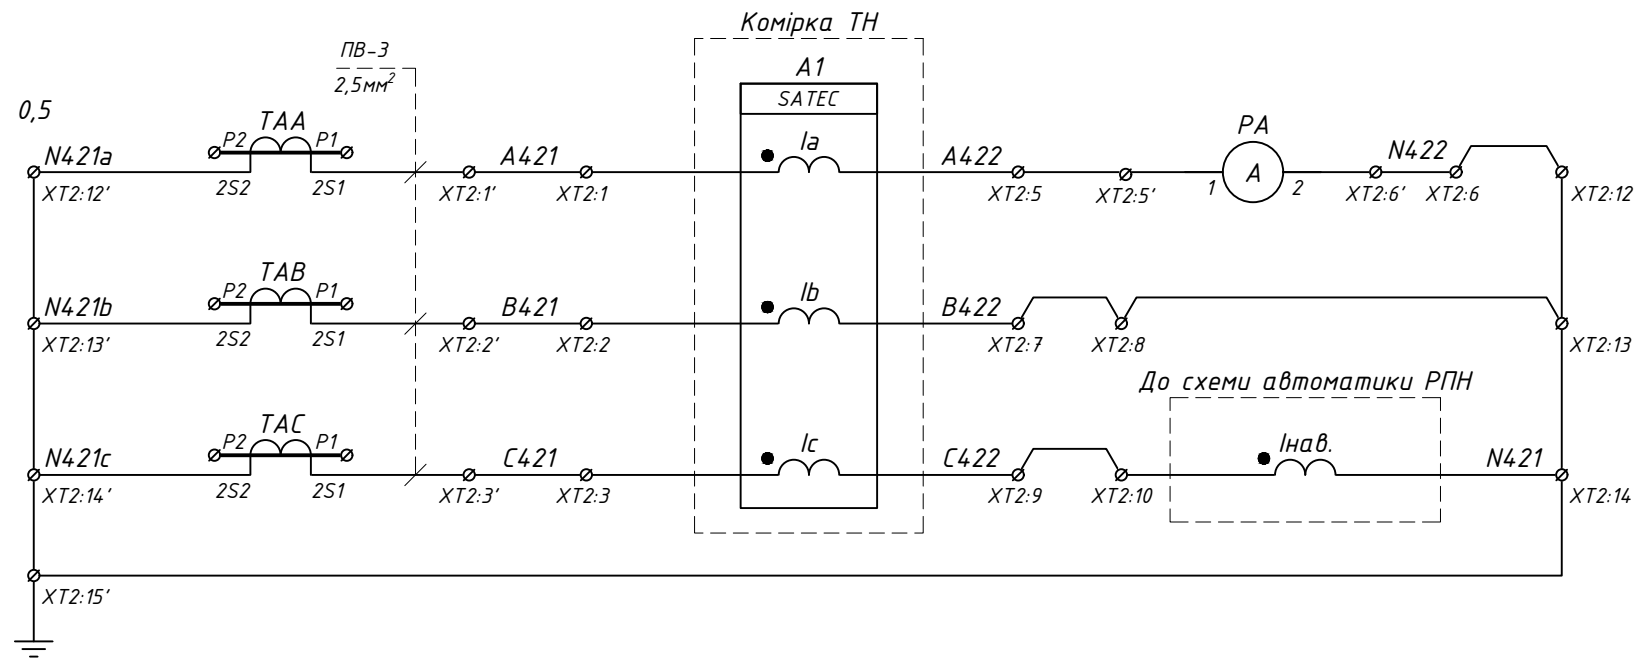 Комірка ТН
ПВ-3
2,5мм²
А1
SATEC
0,5
N421a
P2
TAA
P1
A421
Ia
A422
PA
N422
XT2:12'
2S2
2S1
XT2:1'
XT2:1
XT2:5
XT2:5'
1
A
2
XT2:6'
XT2:6
XT2:12
N421b
P2
TAB
P1
B421
Ib
B422
XT2:13'
2S2
2S1
XT2:2'
XT2:2
XT2:7
XT2:8
XT2:13
До схеми автоматики РПН
N421c
P2
TAC
P1
C421
Ic
C422
Iнав.
N421
XT2:14'
2S2
2S1
XT2:3'
XT2:3
XT2:9
XT2:10
XT2:14
XT2:15'